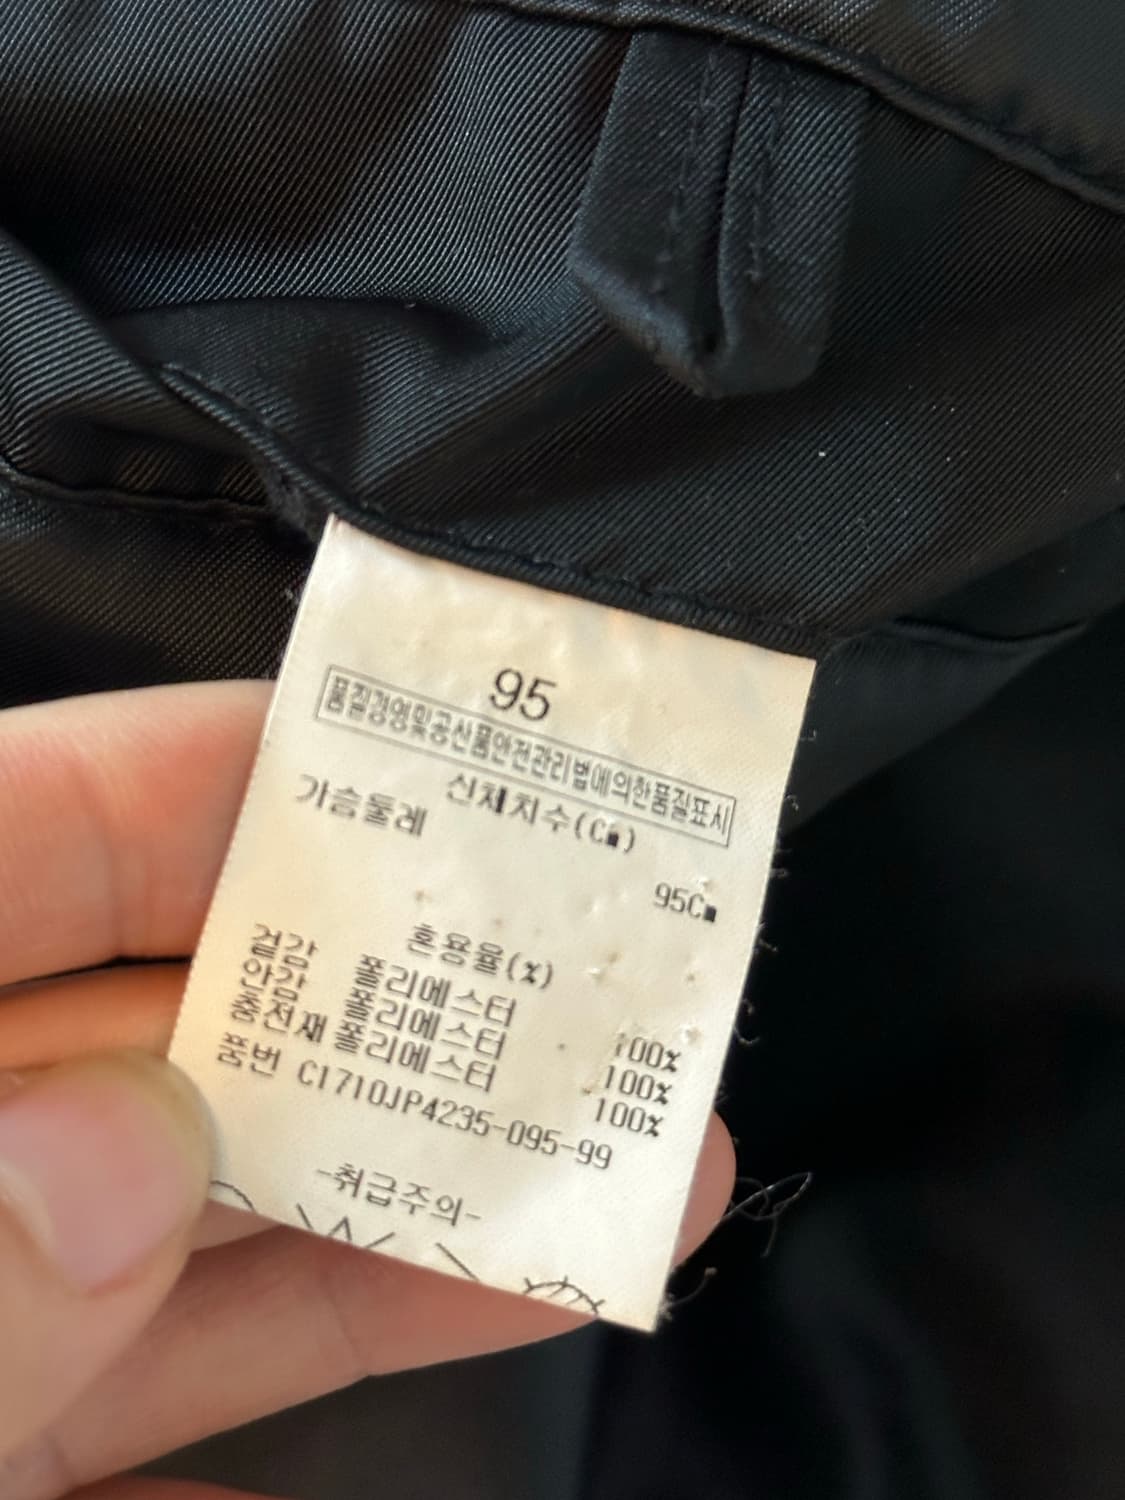 95
품질경영및공산품안전관리법에의한품질표시
신체치수(Cm)
가슴둘레
95Cm
혼용율(%)
겉감 폴리에스터 100%
안감 폴리에스터 100%
충전재 폴리에스터 100%
품번 C1710JP4235-095-99
-취급주의-